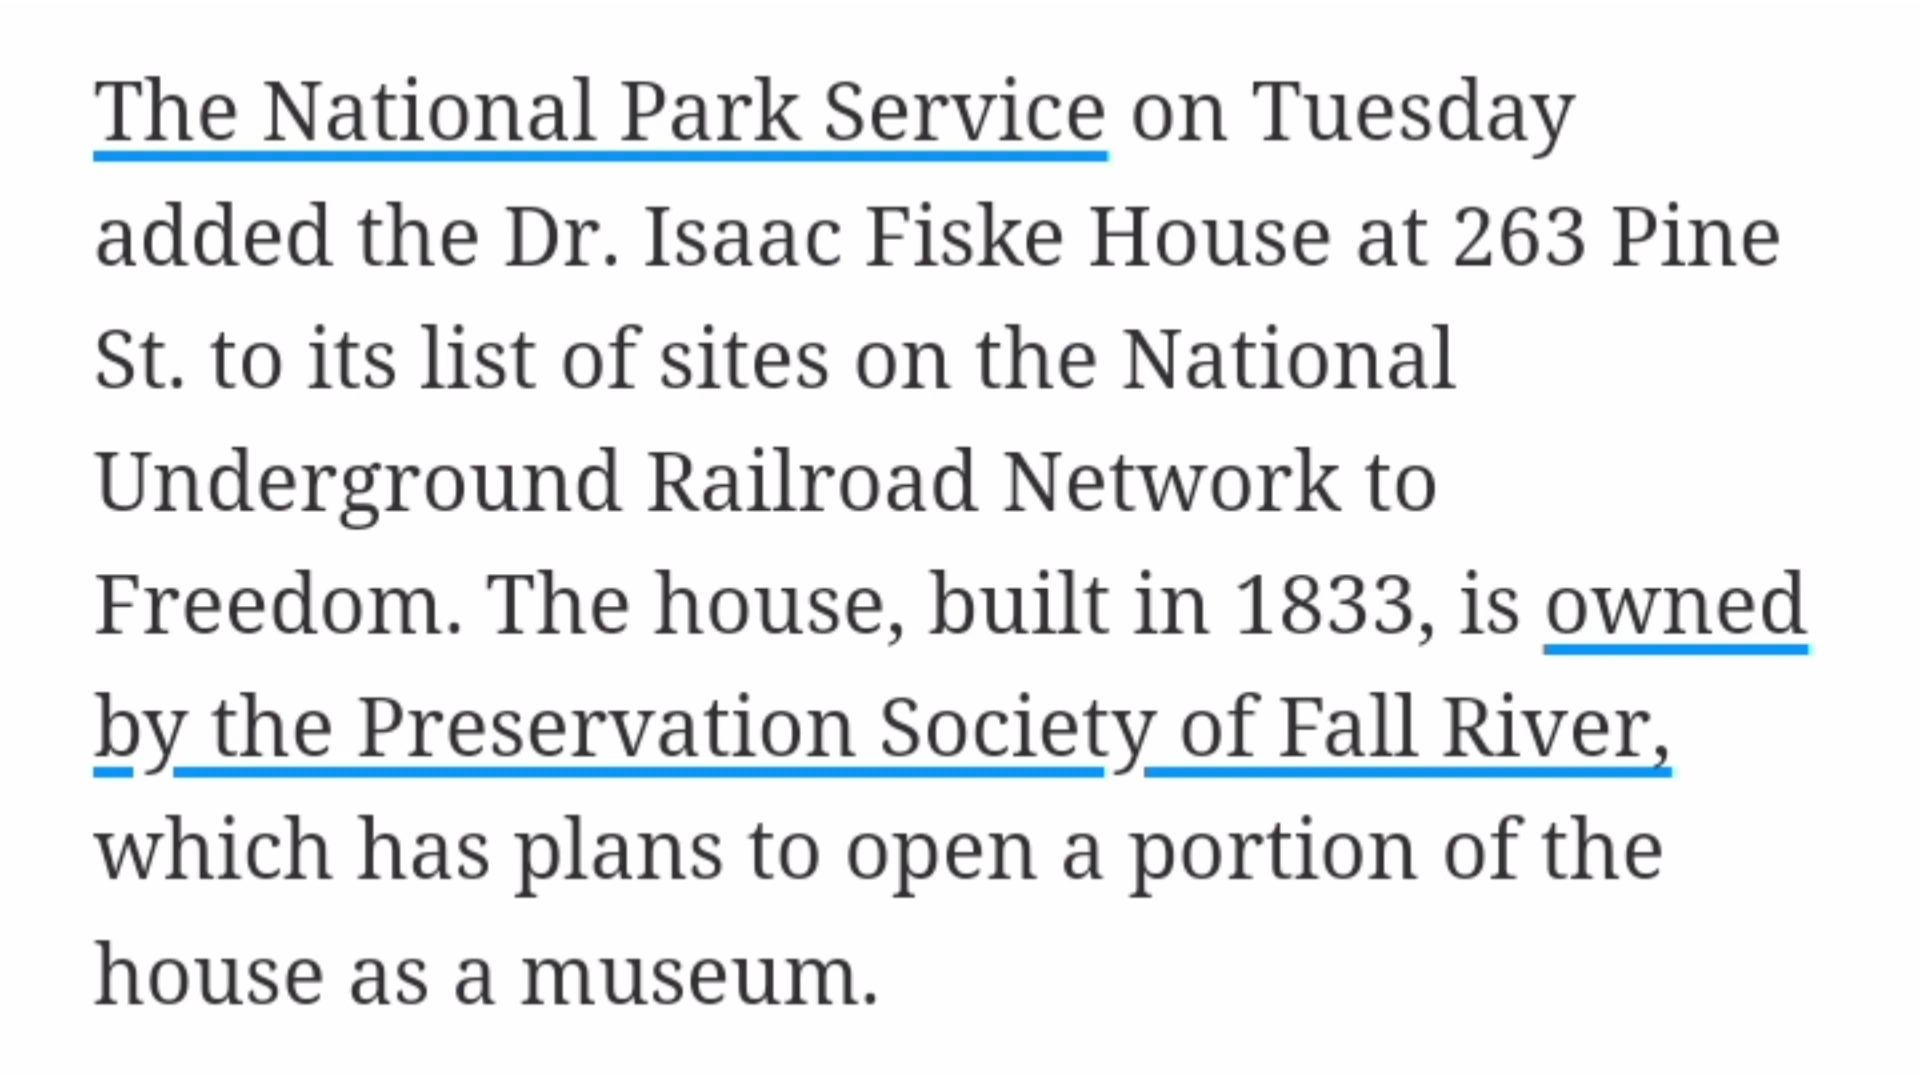 The National Park Service on Tuesday
added the Dr. Isaac Fiske House at 263 Pine
St. to its list of sites on the National
Underground Railroad Network to
Freedom. The house, built in 1833, is owned
by the Preservation Society of Fall River,
which has plans to open a portion of the
house as a museum.